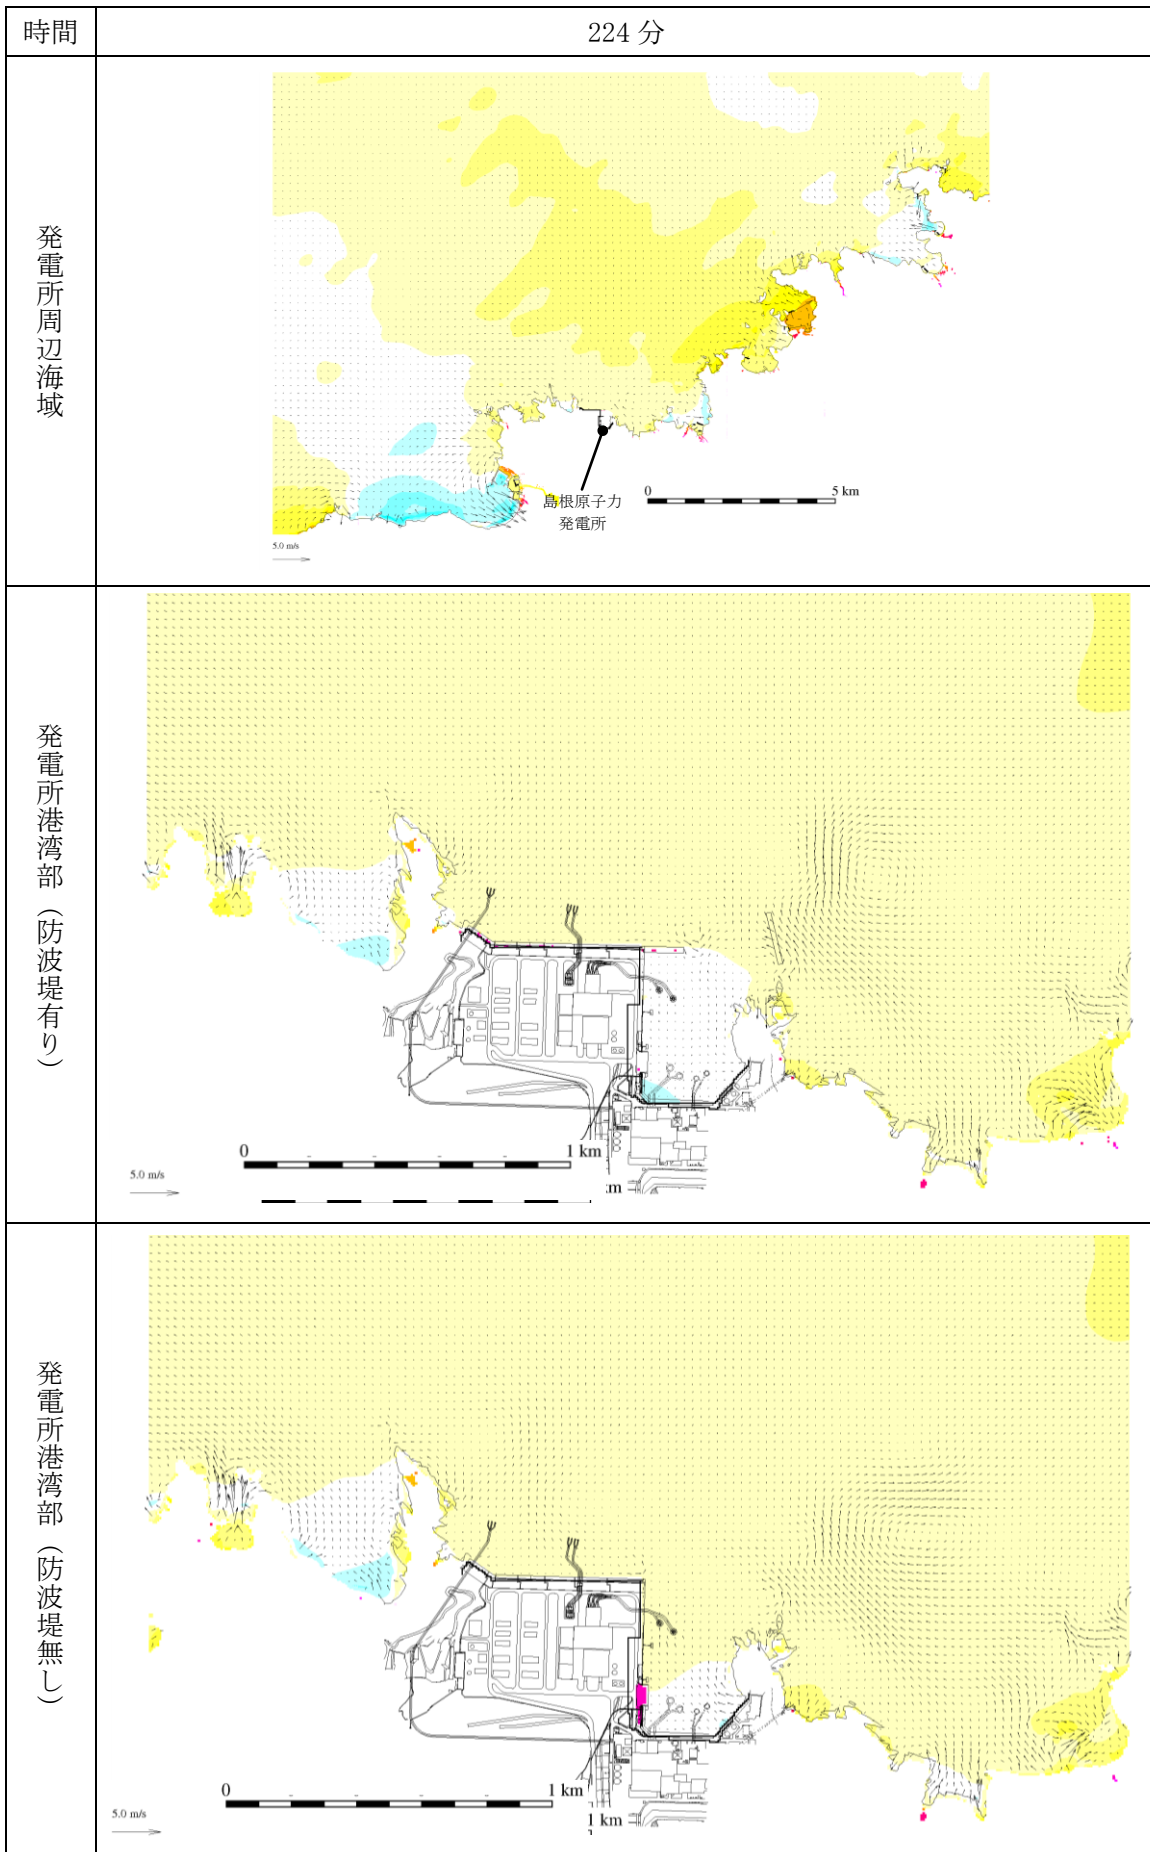 時間
224 分
発電所周辺海域
島根原子力
発電所
0 5 km
5.0 m/s
発電所港湾部（防波堤有り）
0 1 km
5.0 m/s
km
発電所港湾部（防波堤無し）
0 1 km
5.0 m/s
1 km